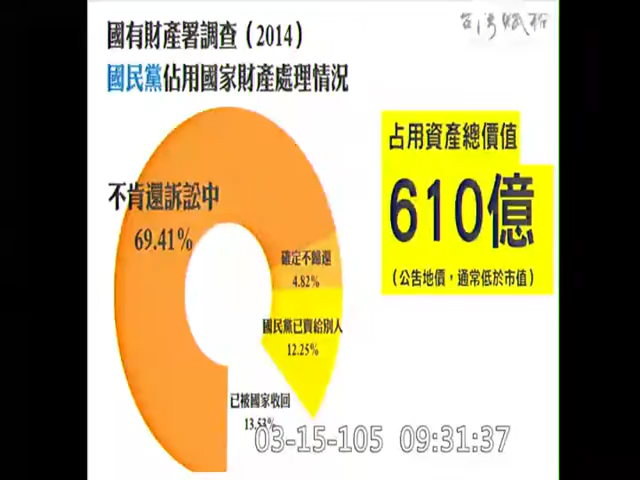 國有財產署調查（2014）
國民黨佔用國家財產處理情況
不肯還訴訟中
69.41%
確定不歸還
4.82%
國民黨已賣給別人
12.25%
已被國家收回
13.53%
占用資產總價值
610億
（公告地價，通常低於市值）
03-15-105 09:31:37